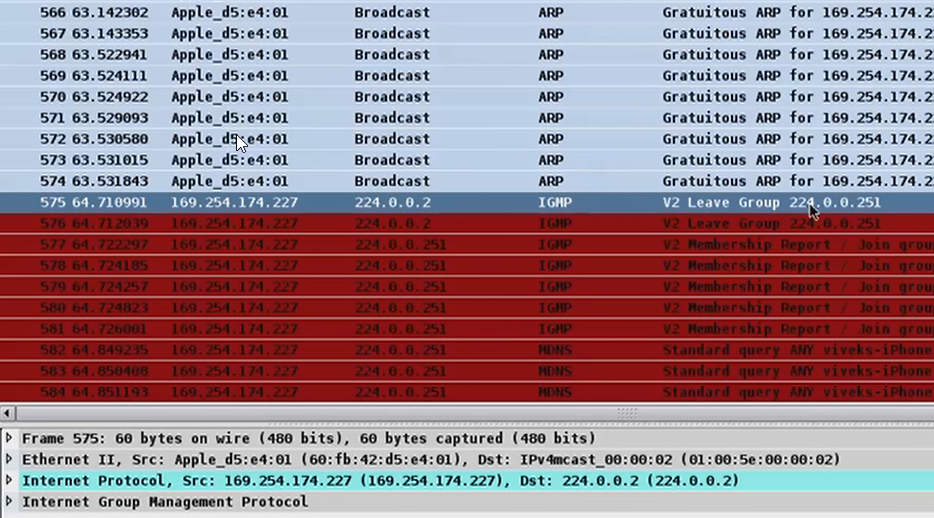 566 63.142302 Apple_d5:e4:01 Broadcast ARP Gratuitous ARP for 169.254.174.2
567 63.143353 Apple_d5:e4:01 Broadcast ARP Gratuitous ARP for 169.254.174.2
568 63.522941 Apple_d5:e4:01 Broadcast ARP Gratuitous ARP for 169.254.174.2
569 63.524111 Apple_d5:e4:01 Broadcast ARP Gratuitous ARP for 169.254.174.2
570 63.524922 Apple_d5:e4:01 Broadcast ARP Gratuitous ARP for 169.254.174.2
571 63.529093 Apple_d5:e4:01 Broadcast ARP Gratuitous ARP for 169.254.174.2
572 63.530580 Apple_d5:e4:01 Broadcast ARP Gratuitous ARP for 169.254.174.2
573 63.531015 Apple_d5:e4:01 Broadcast ARP Gratuitous ARP for 169.254.174.2
574 63.531843 Apple_d5:e4:01 Broadcast ARP Gratuitous ARP for 169.254.174.2
575 64.710991 169.254.174.227 224.0.0.2 IGMP V2 Leave Group 224.0.0.251
576 64.712039 169.254.174.227 224.0.0.2 IGMP V2 Leave Group 224.0.0.251
577 64.722297 169.254.174.227 224.0.0.251 IGMP V2 Membership Report / Join grou
578 64.724185 169.254.174.227 224.0.0.251 IGMP V2 Membership Report / Join grou
579 64.724257 169.254.174.227 224.0.0.251 IGMP V2 Membership Report / Join grou
580 64.724823 169.254.174.227 224.0.0.251 IGMP V2 Membership Report / Join grou
581 64.726001 169.254.174.227 224.0.0.251 IGMP V2 Membership Report / Join grou
582 64.849235 169.254.174.227 224.0.0.251 MDNS Standard query ANY viveks-iPhone
583 64.850408 169.254.174.227 224.0.0.251 MDNS Standard query ANY viveks-iPhone
584 64.851193 169.254.174.227 224.0.0.251 MDNS Standard query ANY viveks-iPhone
Frame 575: 60 bytes on wire (480 bits), 60 bytes captured (480 bits)
Ethernet II, Src: Apple_d5:e4:01 (60:fb:42:d5:e4:01), Dst: IPv4mcast_00:00:02 (01:00:5e:00:00:02)
Internet Protocol, Src: 169.254.174.227 (169.254.174.227), Dst: 224.0.0.2 (224.0.0.2)
Internet Group Management Protocol